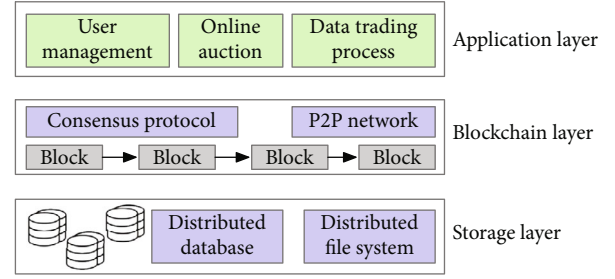 User
management
Online
auction
Data trading
process
Application layer
Consensus protocol
P2P network
Block
Block
Block
Block
Blockchain layer
Distributed
database
Distributed
file system
Storage layer